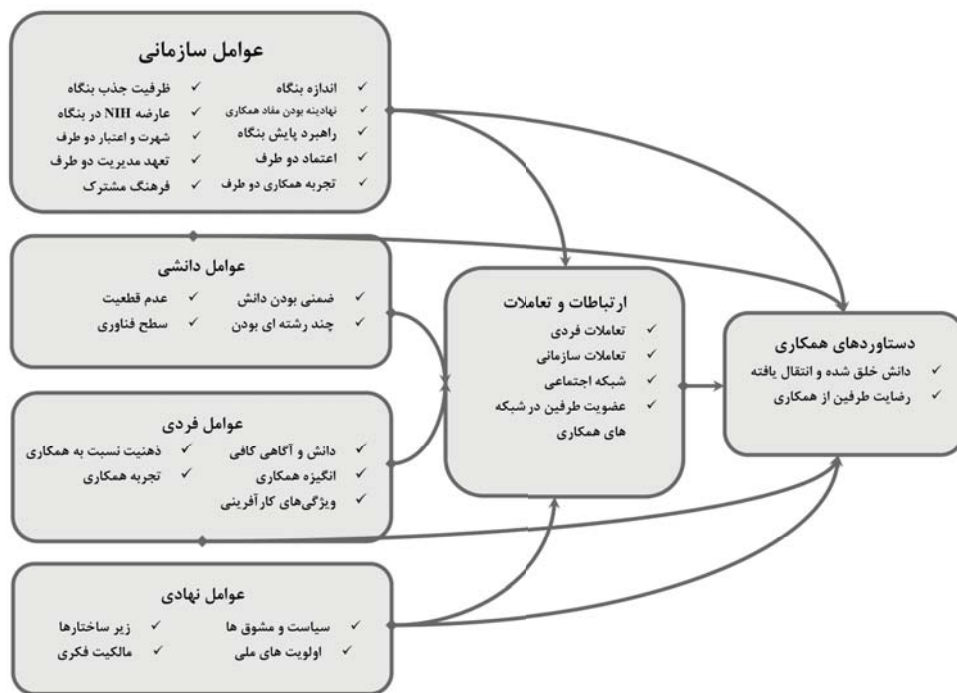 عوامل سازمانی
اندازه بنگاه
نهادینه بودن مفاد همکاری
راهبرد پایش بنگاه
اعتماد دو طرف
تجربه همکاری دو طرف
ظرفیت جذب بنگاه
عارضه NIH در بنگاه
شهرت و اعتبار دو طرف
تعهد مدیریت دو طرف
فرهنگ مشترک
عوامل دانشی
ضمنی بودن دانش
چند رشته ای بودن
عدم قطعیت
سطح فناوری
عوامل فردی
دانش و آگاهی کافی
انگیزه همکاری
ویژگی‌های کارآفرینی
ذهنیت نسبت به همکاری
تجربه همکاری
عوامل نهادی
سیاست و مشوق ها
اولویت های ملی
زیر ساختارها
مالکیت فکری
ارتباطات و تعاملات
تعاملات فردی
تعاملات سازمانی
شبکه اجتماعی
عضویت طرفین در شبکه
های همکاری
دستاوردهای همکاری
دانش خلق شده و انتقال یافته
رضایت طرفین از همکاری